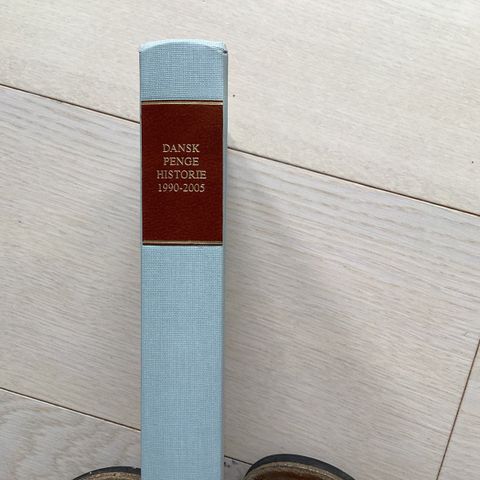 DANSK
PENGE
HISTORIE
1990-2005